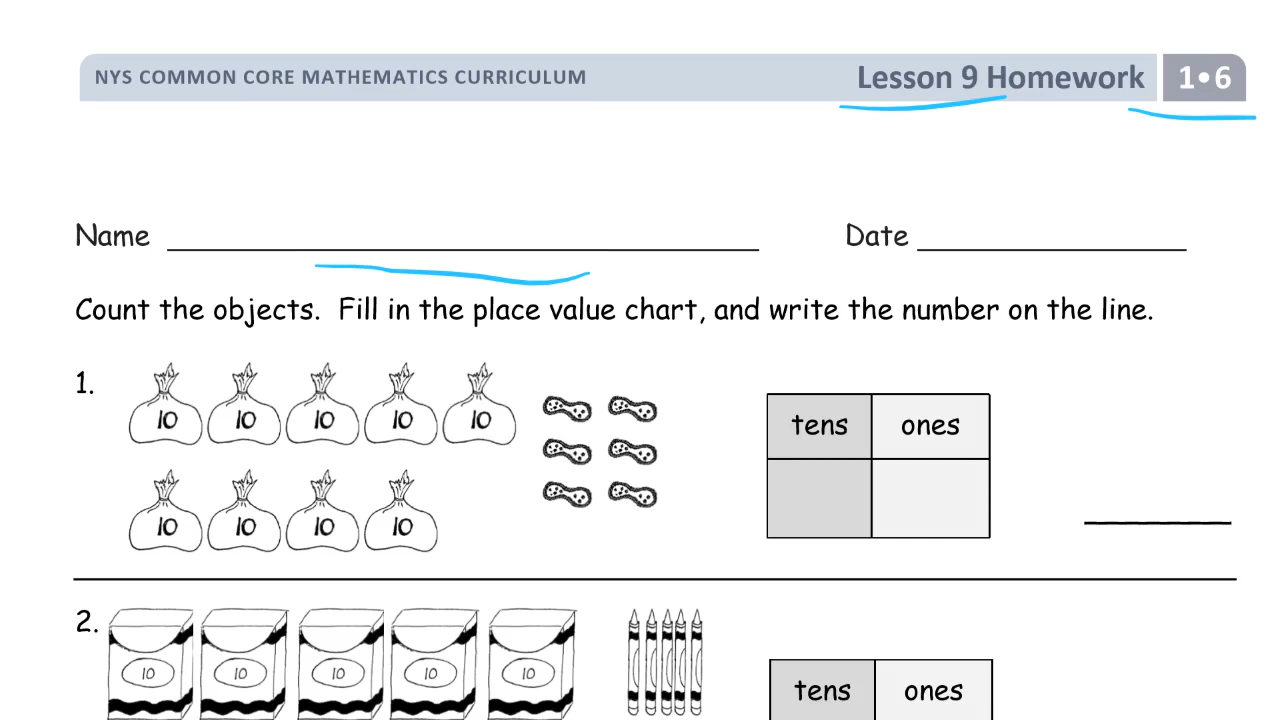 NYS COMMON CORE MATHEMATICS CURRICULUM Lesson 9 Homework 1•6
Name Date
Count the objects. Fill in the place value chart, and write the number on the line.
1.
10 10 10 10 10
tens ones
10 10 10 10
2.
10 10 10 10 10
tens ones